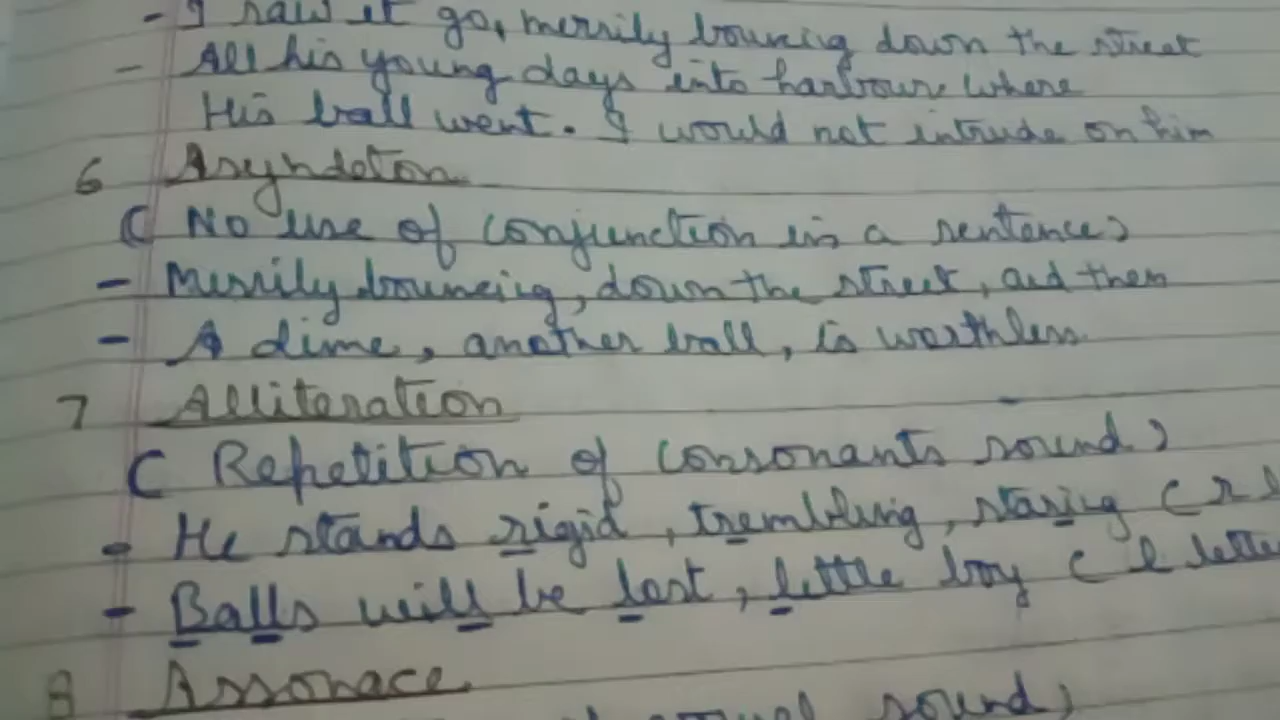 - I saw it go, merrily bouncing down the street
- All his young days into harbour where
His ball went. I would not intrude on him
6 Asyndeton
( No use of conjunction in a sentence)
- Merrily bouncing, down the street, and then
- A dime, another ball, is worthless.
7 Alliteration
( Repetition of consonants sound)
- He stands rigid, trembling, staring ( r
- Balls will be lost, little boy ( l lette
8 Assonace
sound)